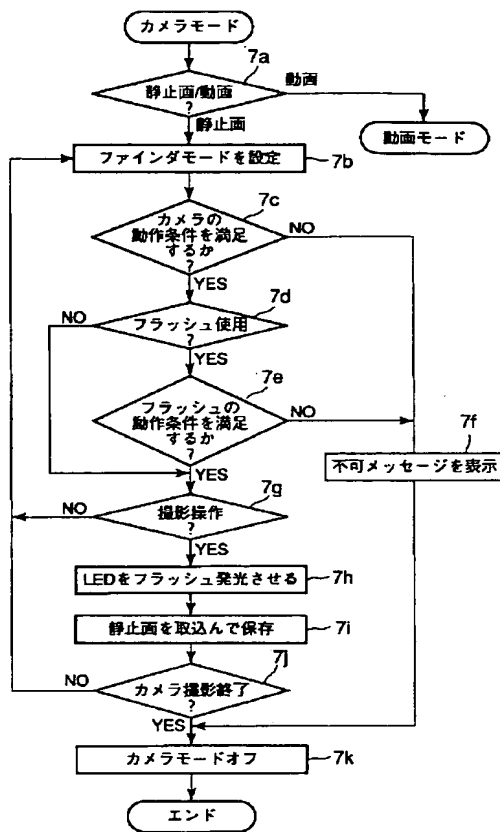 カメラモード
7a
静止画/動画
?
動画
静止画
動画モード
ファインダモードを設定
7b
7c
カメラの
動作条件を満足
するか
?
NO
YES
7d
フラッシュ使用
?
NO
YES
7e
フラッシュの
動作条件を満足
するか
?
NO
YES
7f
不可メッセージを表示
7g
撮影操作
?
NO
YES
LEDをフラッシュ発光させる
7h
静止画を取込んで保存
7i
7j
カメラ撮影終了
?
NO
YES
カメラモードオフ
7k
エンド